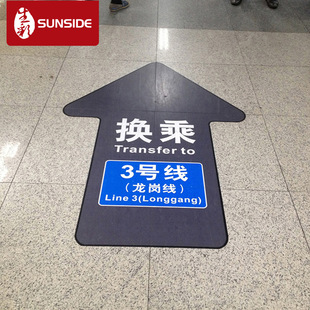 SUNSIDE
换乘
Transfer to
3号线
（龙岗线）
Line 3(Longgang)